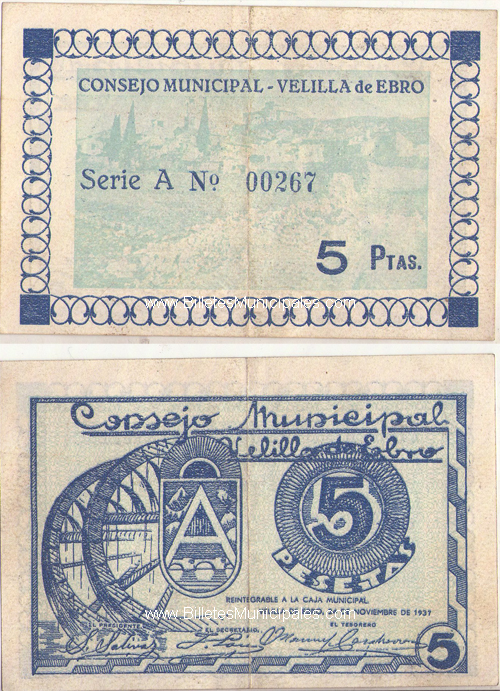 CONSEJO MUNICIPAL - VELILLA de EBRO
Serie A Nº 00267
5 PTAS.
www.BilletesMunicipales.com
Consejo Municipal
Velilla de Ebro
A
5
PESETAS
REINTEGRABLE A LA CAJA MUNICIPAL
NOVIEMBRE DE 1937
www.BilletesMunicipales.com
EL PRESIDENTE
EL SECRETARIO,
EL TESORERO
5